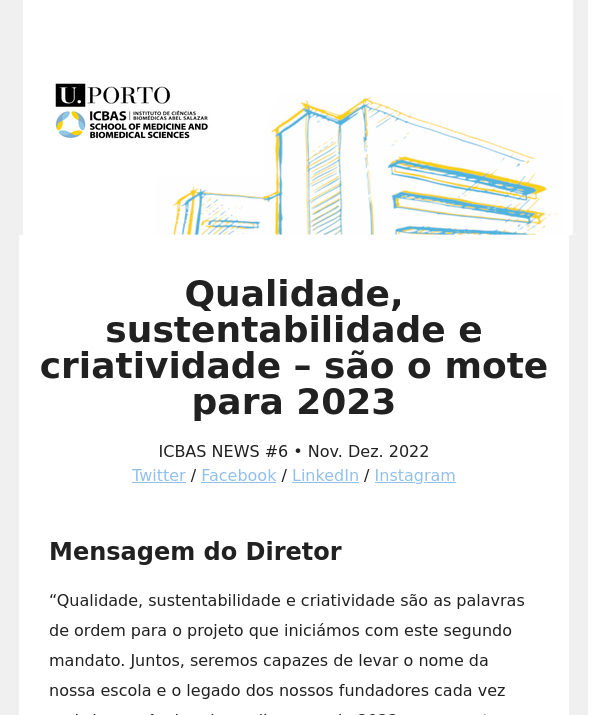 U. PORTO
ICBAS INSTITUTO DE CIÊNCIAS
BIOMÉDICAS ABEL SALAZAR
SCHOOL OF MEDICINE AND
BIOMEDICAL SCIENCES
Qualidade,
sustentabilidade e
criatividade – são o mote
para 2023
ICBAS NEWS #6 • Nov. Dez. 2022
Twitter / Facebook / LinkedIn / Instagram
Mensagem do Diretor
“Qualidade, sustentabilidade e criatividade são as palavras
de ordem para o projeto que iniciámos com este segundo
mandato. Juntos, seremos capazes de levar o nome da
nossa escola e o legado dos nossos fundadores cada vez